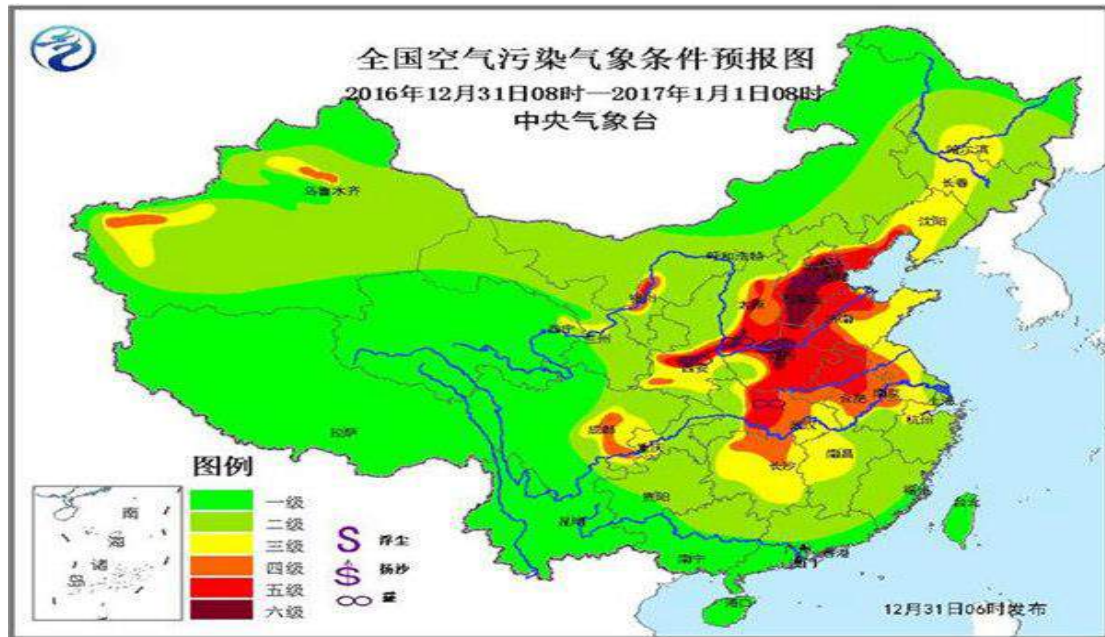 全国空气污染气象条件预报图
2016年12月31日08时—2017年1月1日08时
中央气象台
哈尔滨
乌鲁木齐
长春
沈阳
呼和浩特
银川
太原
济南
西宁
兰州
西安
合肥
南京
上海
成都
武汉
杭州
拉萨
重庆
长沙
南昌
图例
贵阳
福州
一级
昆明
台北
南
二级
海
三级
浮尘
诸
四级
扬沙
南宁
香港
澳门
岛
五级
霾
海口
六级
12月31日06时发布